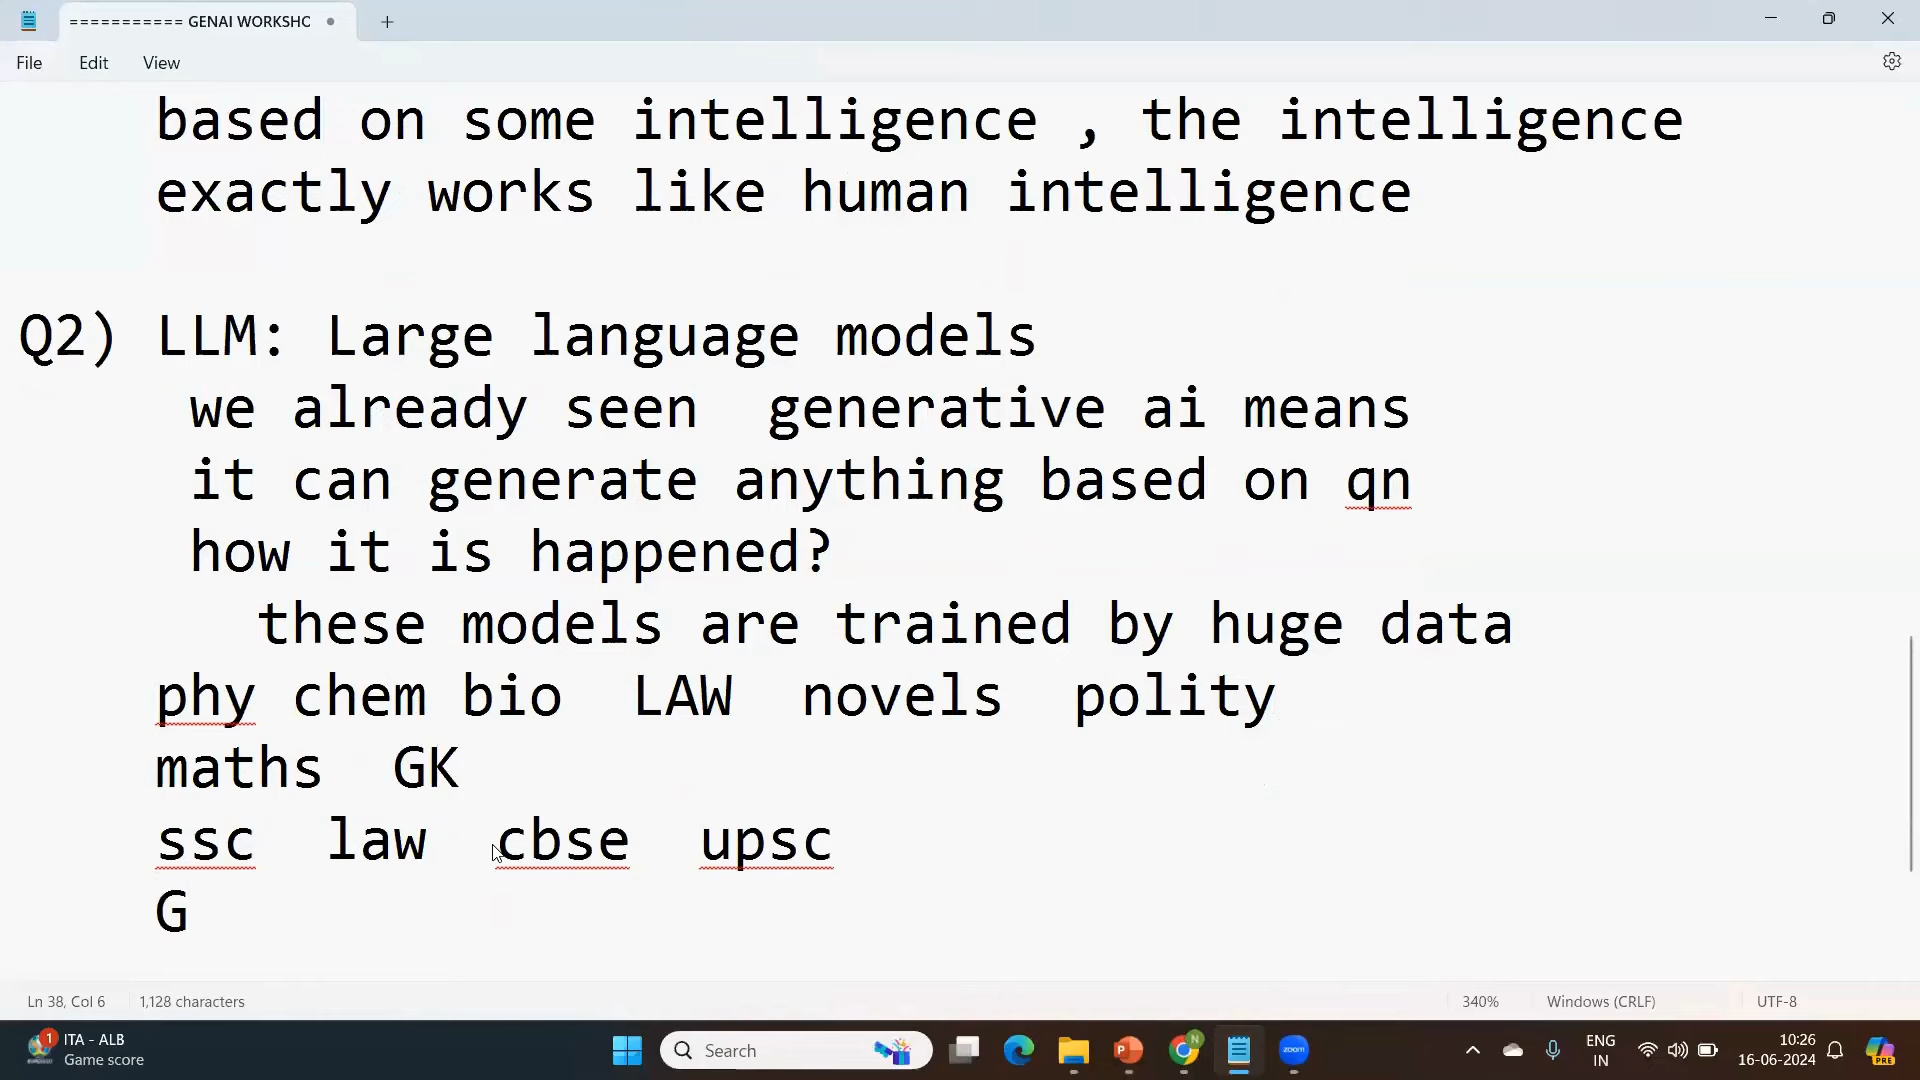 =========== GENAI WORKSHC
File Edit View
based on some intelligence , the intelligence
exactly works like human intelligence
Q2) LLM: Large language models
we already seen generative ai means
it can generate anything based on qn
how it is happened?
these models are trained by huge data
phy chem bio LAW novels polity
maths GK
ssc law cbse upsc
G
Ln 38, Col 6 1,128 characters 340% Windows (CRLF) UTF-8
1 ITA - ALB
Game score
Search
zoom
ENG
IN
10:26
16-06-2024
N
PRE